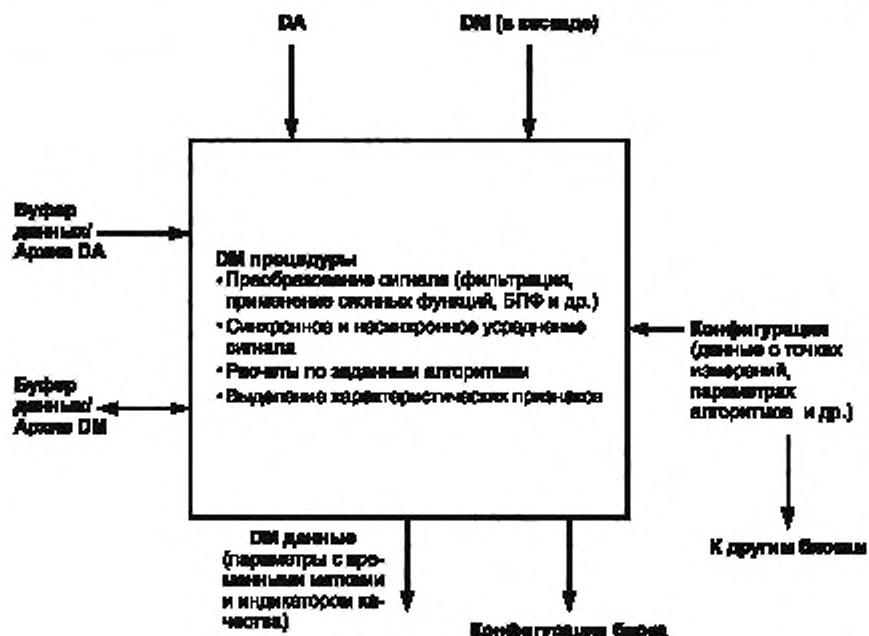 DA
DM (в каскаде)
Буфер
данных/
Архив DA
DM процедуры
• Преобразование сигнала (фильтрация,
применение оконных функций, БПФ и др.)
• Синхронное и несинхронное усреднение
сигнала
• Расчеты по заданным алгоритмам
• Выделение характеристических признаков
Конфигурация
(данные о точках
измерений,
параметрах
алгоритмов и др.)
Буфер
данных/
Архив DM
К другим блокам
DM данные
(параметры с вре-
менными метками
и индикатором ка-
чества)
Конфигурация блока